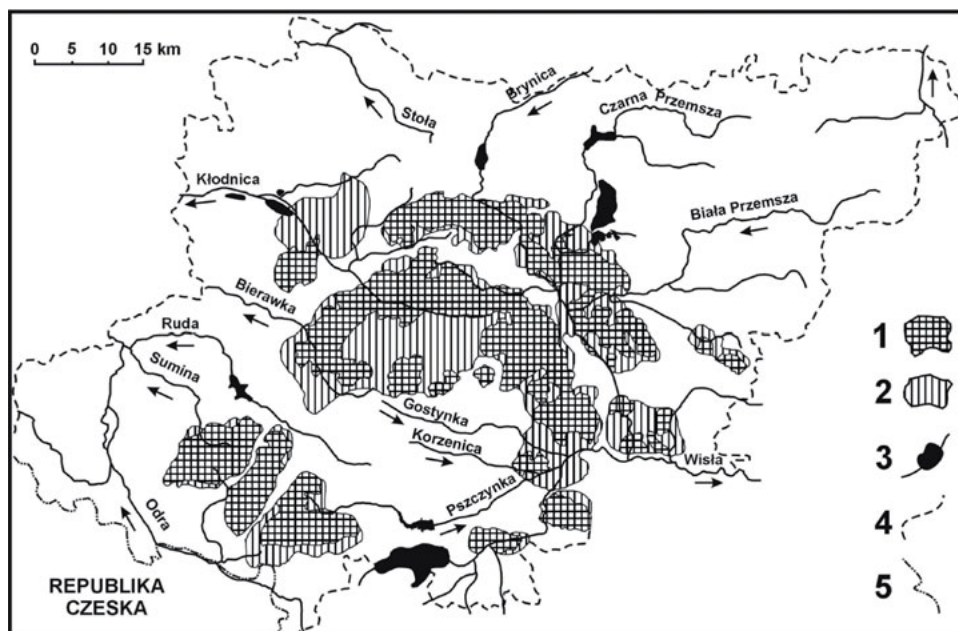 0 5 10 15 km
Brynica
Czarna Przemsza
Stoła
Kłodnica
Biała Przemsza
Bierawka
Ruda
Sumina
Gostynka
Korzenica
Wisła
Pszczynka
Odra
REPUBLIKA
CZESKA
1
2
3
4
5